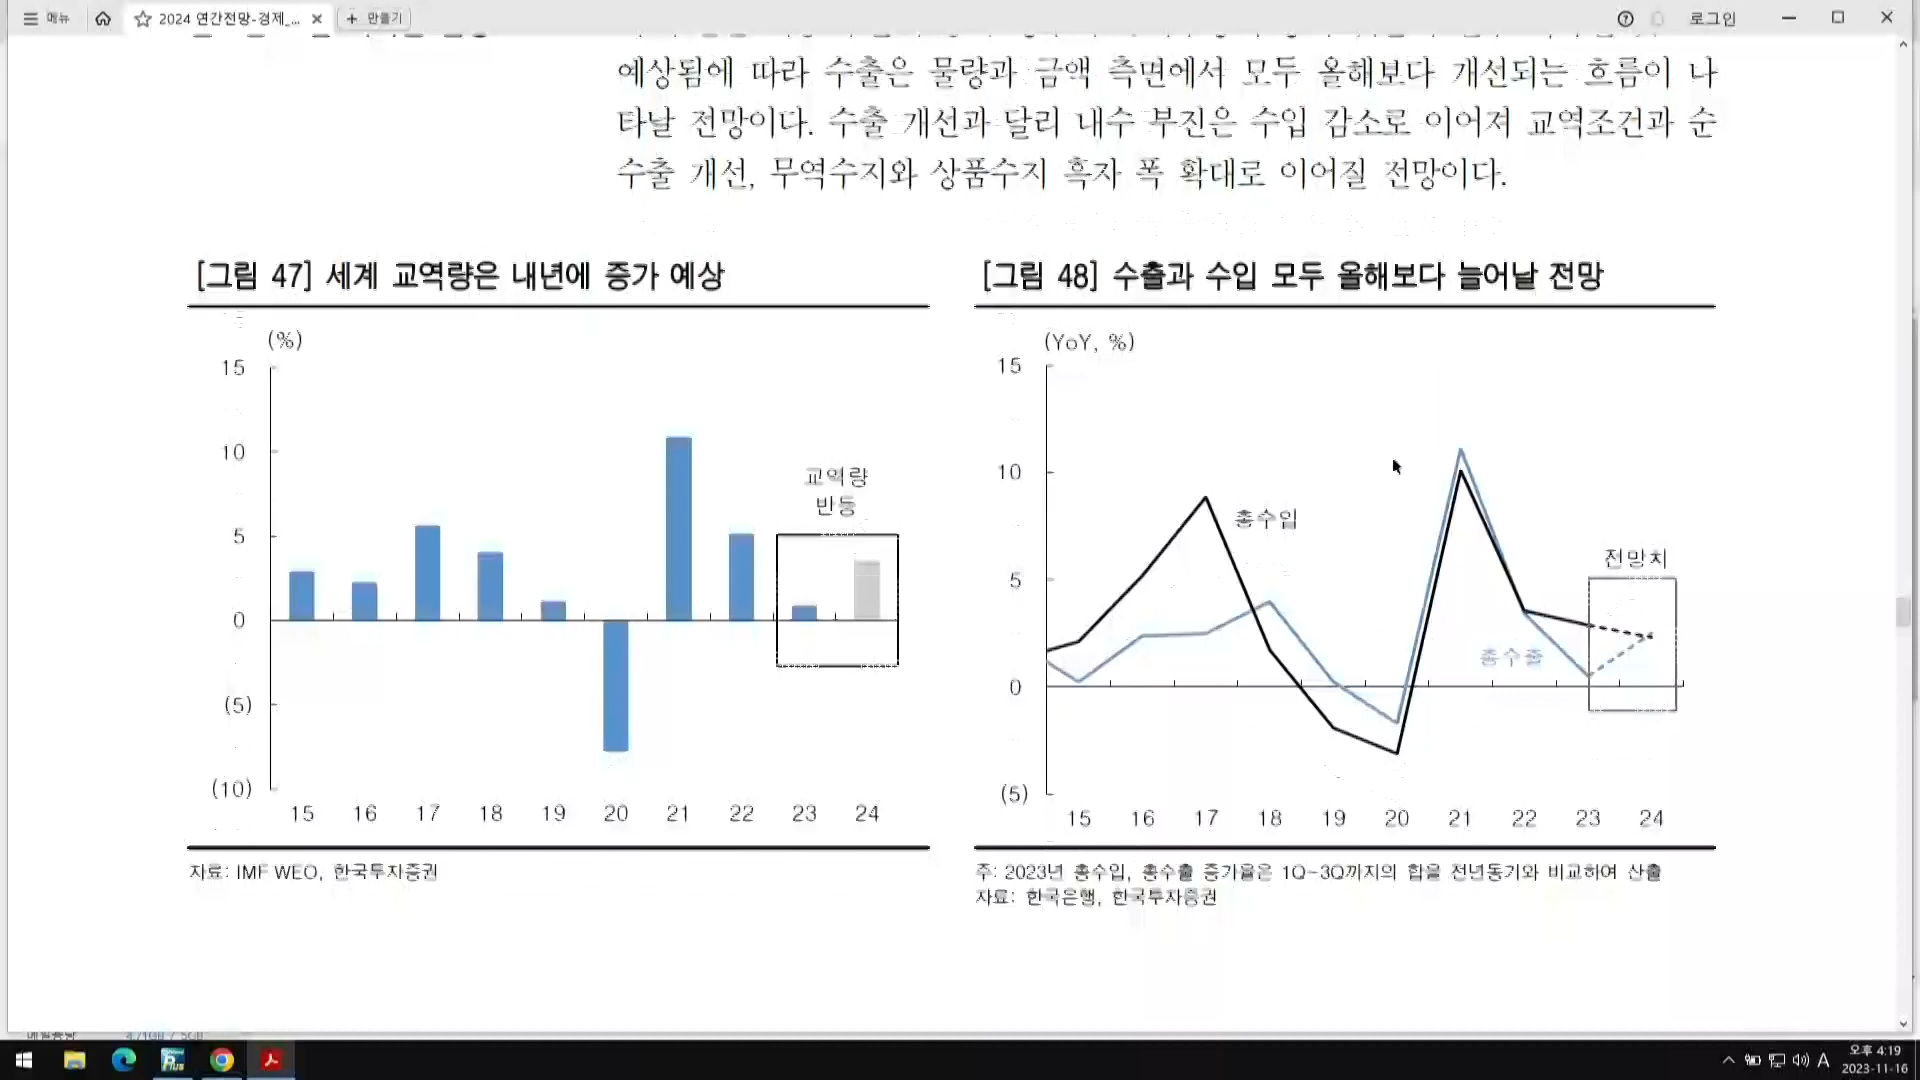 메뉴
2024 연간전망-경제_...
만들기
로그인
예상됨에 따라 수출은 물량과 금액 측면에서 모두 올해보다 개선되는 흐름이 나
타날 전망이다. 수출 개선과 달리 내수 부진은 수입 감소로 이어져 교역조건과 순
수출 개선, 무역수지와 상품수지 흑자 폭 확대로 이어질 전망이다.
[그림 47] 세계 교역량은 내년에 증가 예상
(%)
15
10
5
0
(5)
(10)
교역량
반등
15 16 17 18 19 20 21 22 23 24
자료: IMF WEO, 한국투자증권
[그림 48] 수출과 수입 모두 올해보다 늘어날 전망
(YoY, %)
15
10
5
0
(5)
총수입
총수출
전망치
15 16 17 18 19 20 21 22 23 24
주: 2023년 총수입, 총수출 증가율은 1Q~3Q까지의 합을 전년동기와 비교하여 산출
자료: 한국은행, 한국투자증권
A
오후 4:19
2023-11-16